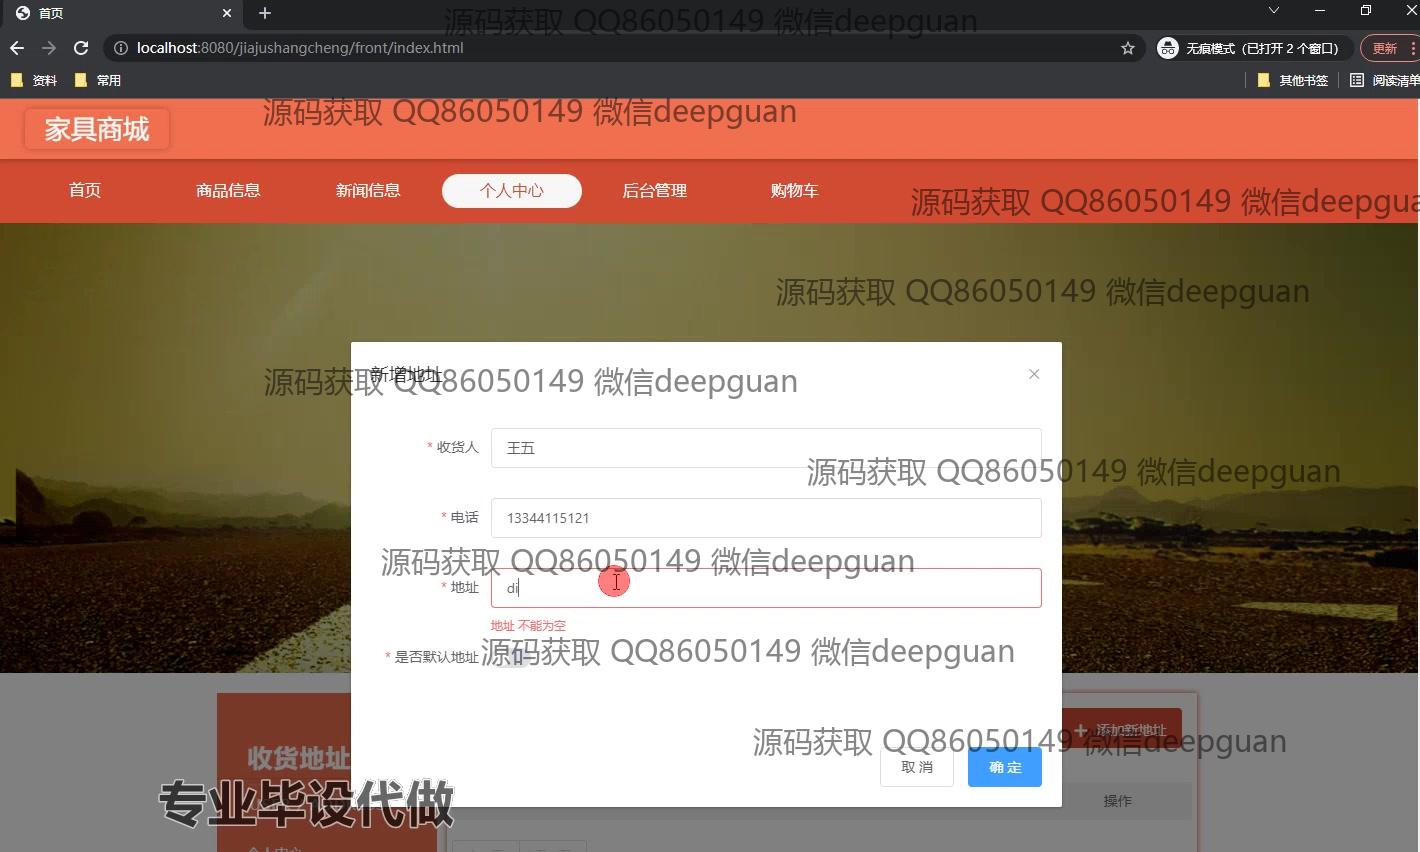 首页
localhost:8080/jiajushangcheng/front/index.html
无痕模式（已打开 2 个窗口）
更新
资料
常用
其他书签
阅读清单
源码获取 QQ86050149 微信deepguan
源码获取 QQ86050149 微信deepguan
家具商城
首页
商品信息
新闻信息
个人中心
后台管理
购物车
源码获取 QQ86050149 微信deepgua
源码获取 QQ86050149 微信deepguan
新增地址
源码获取 QQ86050149 微信deepguan
* 收货人
王五
源码获取 QQ86050149 微信deepguan
* 电话
13344115121
源码获取 QQ86050149 微信deepguan
* 地址
di
地址 不能为空
* 是否默认地址
源码获取 QQ86050149 微信deepguan
添加新地址
源码获取 QQ86050149 微信deepguan
收货地址
取消
确定
专业毕设代做
操作
个人中心